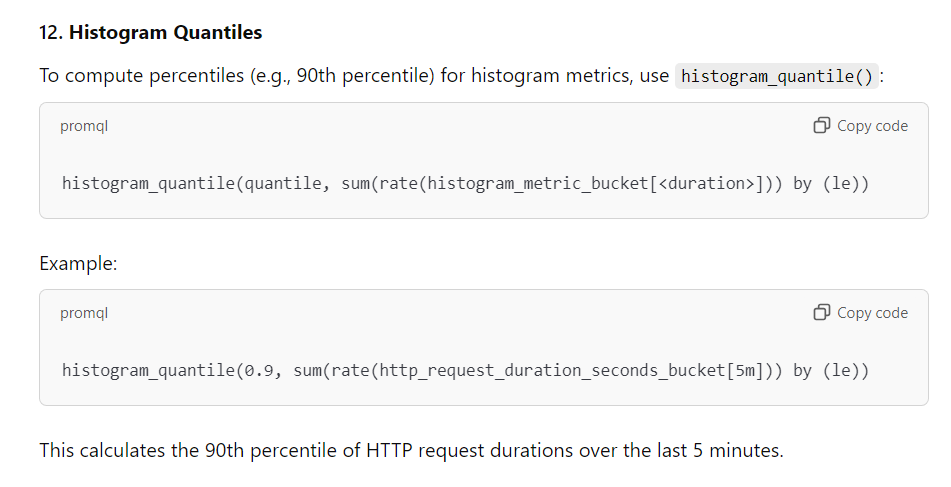 12. Histogram Quantiles
To compute percentiles (e.g., 90th percentile) for histogram metrics, use histogram_quantile():
promql
Copy code
histogram_quantile(quantile, sum(rate(histogram_metric_bucket[<duration>])) by (le))
Example:
promql
Copy code
histogram_quantile(0.9, sum(rate(http_request_duration_seconds_bucket[5m])) by (le))
This calculates the 90th percentile of HTTP request durations over the last 5 minutes.